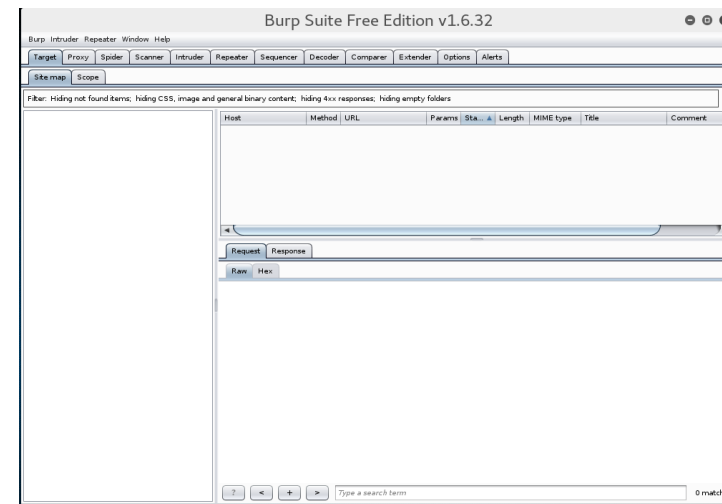 Burp Suite Free Edition v1.6.32
Burp Intruder Repeater Window Help
Target Proxy Spider Scanner Intruder Repeater Sequencer Decoder Comparer Extender Options Alerts
Site map Scope
Filter: Hiding not found items; hiding CSS, image and general binary content; hiding 4xx responses; hiding empty folders
Host Method URL Params Sta... Length MIME type Title Comment
Request Response
Raw Hex
? < + > Type a search term 0 match